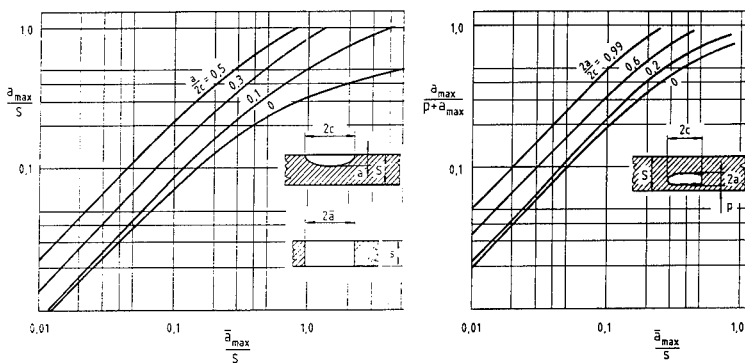 1,0
a_max
S
0,1
0,01
0,1
1,0
ā_max
S
a/2c = 0,5
0,3
0,1
0
2c
a
S
2ā
s
1,0
a_max
p+a_max
0,1
0,01
0,1
1,0
ā_max
S
2a/2c = 0,99
0,6
0,2
0
2c
S
2a
p